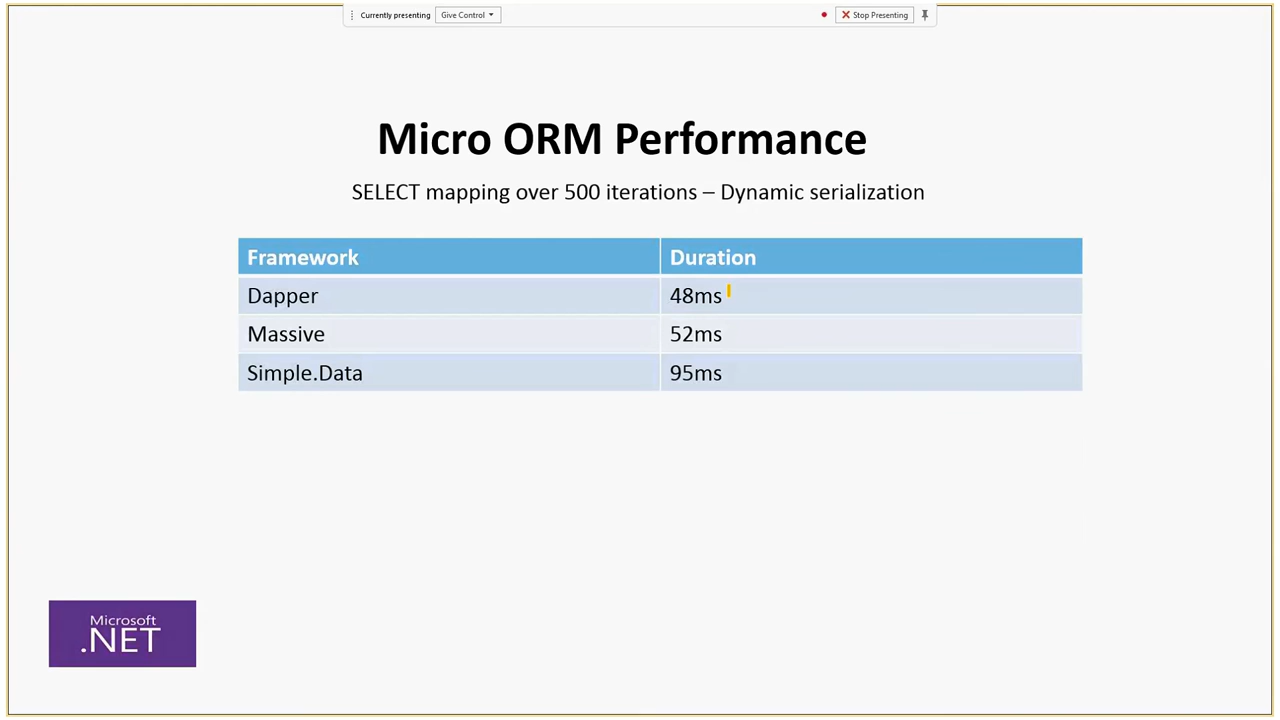 Currently presenting Give Control Stop Presenting
Micro ORM Performance
SELECT mapping over 500 iterations – Dynamic serialization
Framework Duration
Dapper 48ms
Massive 52ms
Simple.Data 95ms
Microsoft
.NET